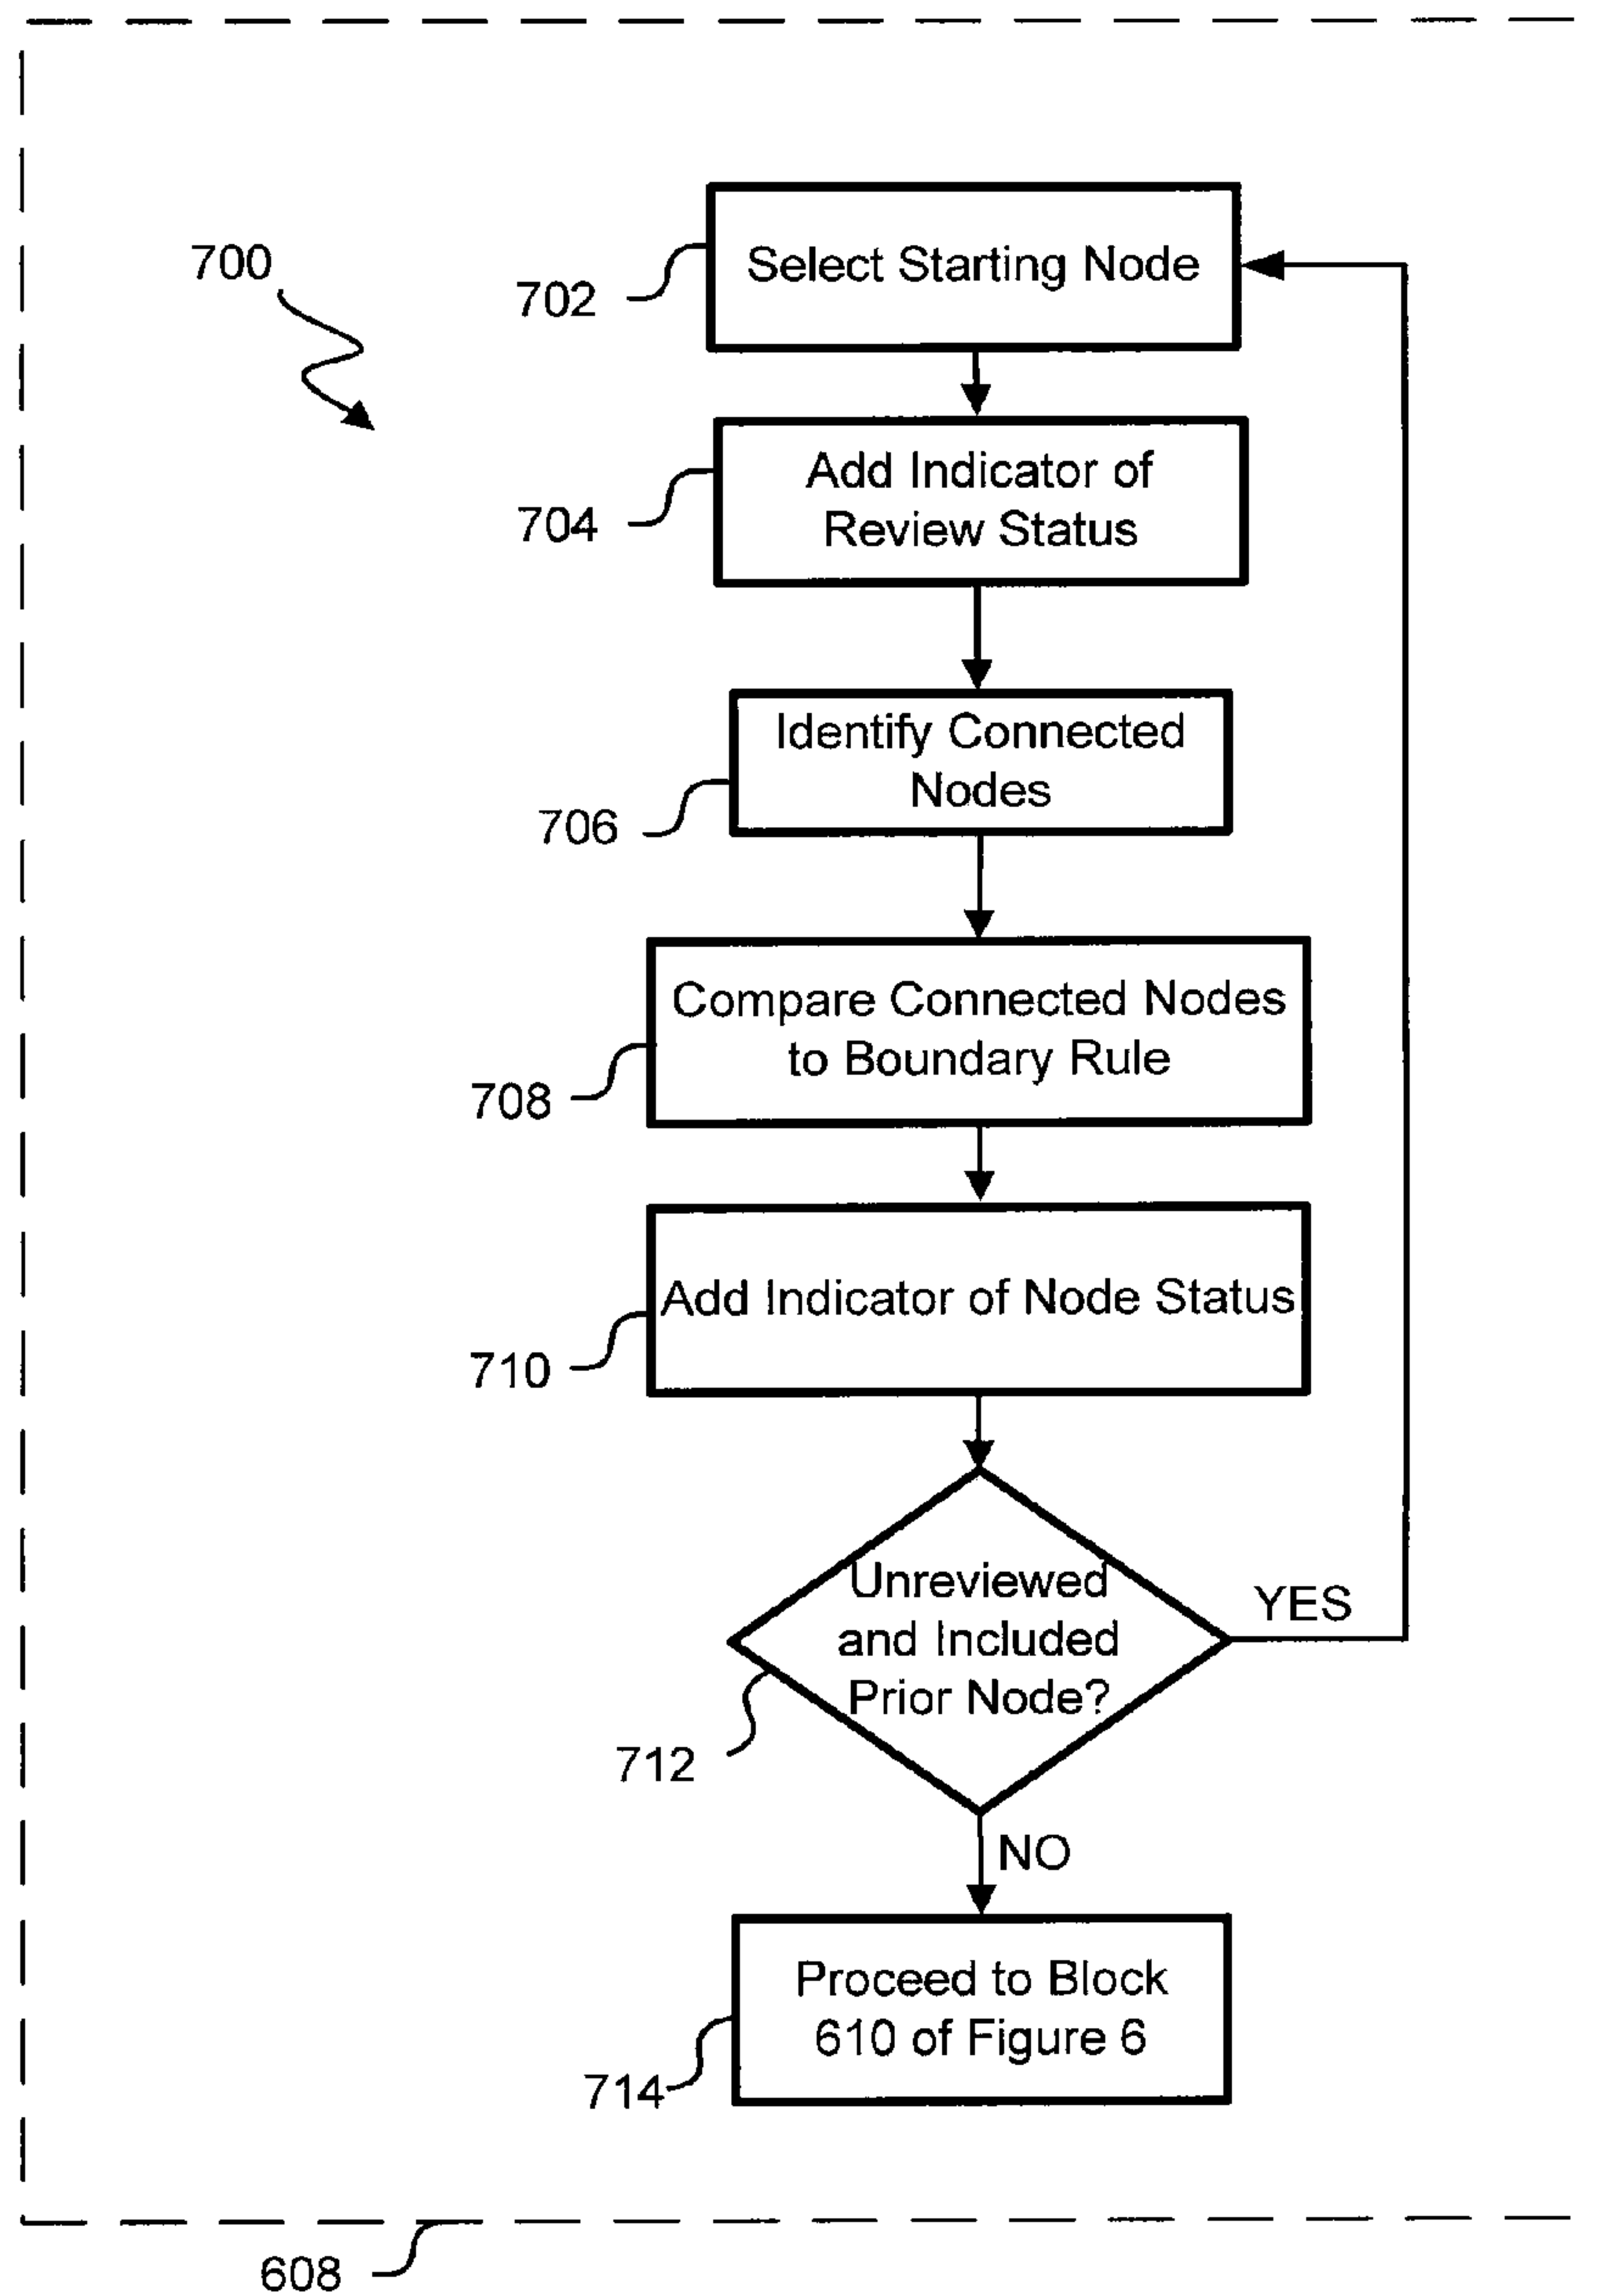 700
702
Select Starting Node
704
Add Indicator of
Review Status
706
Identify Connected
Nodes
708
Compare Connected Nodes
to Boundary Rule
710
Add Indicator of Node Status
712
Unreviewed
and Included
Prior Node?
YES
NO
714
Proceed to Block
610 of Figure 6
608